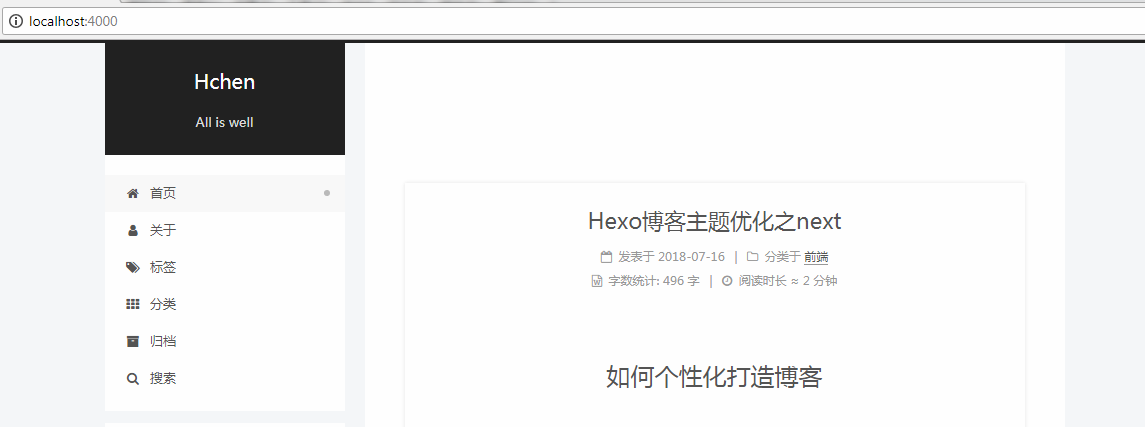 localhost:4000
Hchen
All is well
首页
关于
标签
分类
归档
搜索
Hexo博客主题优化之next
发表于 2018-07-16 | 分类于 前端
字数统计: 496 字 | 阅读时长 ≈ 2 分钟
如何个性化打造博客